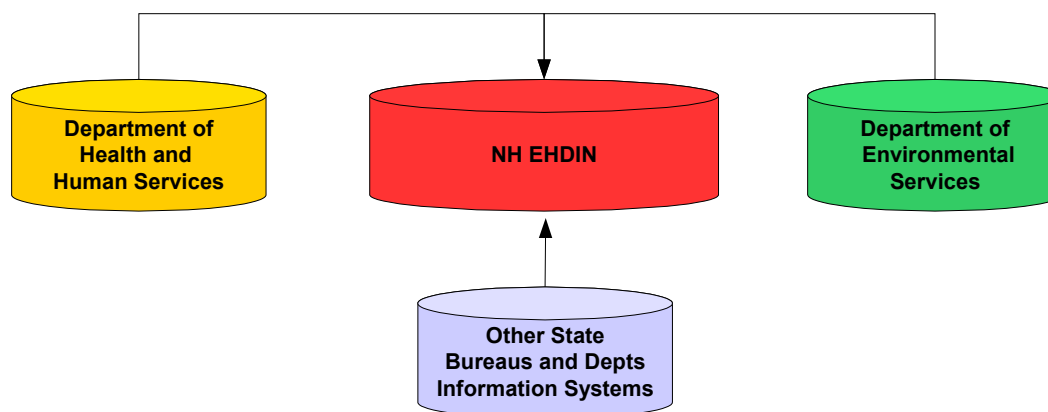 Department of
Health and
Human Services
NH EHDIN
Department of
Environmental
Services
Other State
Bureaus and Depts
Information Systems